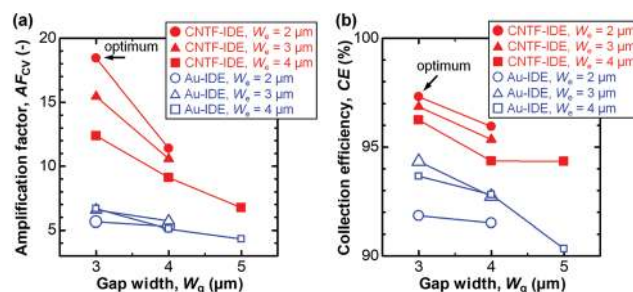 (a)
CNTF-IDE, We = 2 μm
CNTF-IDE, We = 3 μm
CNTF-IDE, We = 4 μm
Au-IDE, We = 2 μm
Au-IDE, We = 3 μm
Au-IDE, We = 4 μm
Amplification factor, AFCV (-)
20
15
10
5
optimum
3 4 5
Gap width, Wg (μm)
(b)
CNTF-IDE, We = 2 μm
CNTF-IDE, We = 3 μm
CNTF-IDE, We = 4 μm
Au-IDE, We = 2 μm
Au-IDE, We = 3 μm
Au-IDE, We = 4 μm
Collection efficiency, CE (%)
100
95
90
optimum
3 4 5
Gap width, Wg (μm)